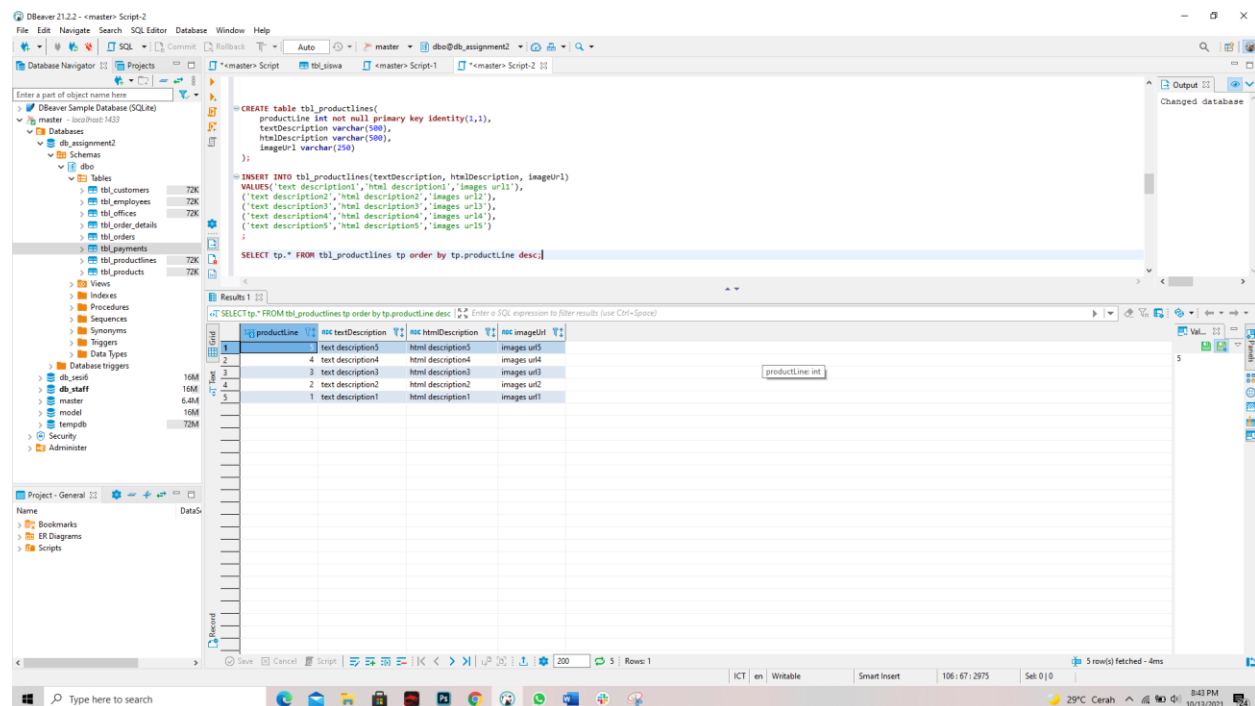 DBeaver 21.2.2 - <master> Script-2
File Edit Navigate Search SQL Editor Database Window Help
SQL Commit Rollback Auto master dbo@db_assignment2
Database Navigator Projects
*<master> Script tbl_siswa <master> Script-1 *<master> Script-2
Enter a part of object name here
DBeaver Sample Database (SQLite)
master - localhost:1433
Databases
db_assignment2
Schemas
dbo
Tables
tbl_customers 72K
tbl_employees 72K
tbl_offices 72K
tbl_order_details
tbl_orders
tbl_payments
tbl_productlines 72K
tbl_products 72K
Views
Indexes
Procedures
Sequences
Synonyms
Triggers
Data Types
Database triggers
db_sesi6 16M
db_staff 16M
master 6.4M
model 16M
tempdb 72M
Security
Administer
CREATE table tbl_productlines(
productLine int not null primary key identity(1,1),
textDescription varchar(500),
htmlDescription varchar(500),
imageUrl varchar(250)
);
INSERT INTO tbl_productlines(textDescription, htmlDescription, imageUrl)
VALUES('text description1','html description1','images url1'),
('text description2','html description2','images url2'),
('text description3','html description3','images url3'),
('text description4','html description4','images url4'),
('text description5','html description5','images url5')
;
SELECT tp.* FROM tbl_productlines tp order by tp.productLine desc;
Output
Changed database
Results 1
SELECT tp.* FROM tbl_productlines tp order by tp.productLine desc Enter a SQL expression to filter results (use Ctrl+Space)
Grid
Text
Record
productLine ABC textDescription ABC htmlDescription ABC imageUrl
1 5 text description5 html description5 images url5
2 4 text description4 html description4 images url4
3 3 text description3 html description3 images url3
4 2 text description2 html description2 images url2
5 1 text description1 html description1 images url1
productLine: int
Val...
5
Panels
Project - General
Name DataS
Bookmarks
ER Diagrams
Scripts
Save Cancel Script 200 5 Rows: 1
5 row(s) fetched - 4ms
ICT en Writable Smart Insert 106 : 67 : 2975 Sel: 0 | 0
Type here to search
29°C Cerah
8:43 PM
10/13/2021